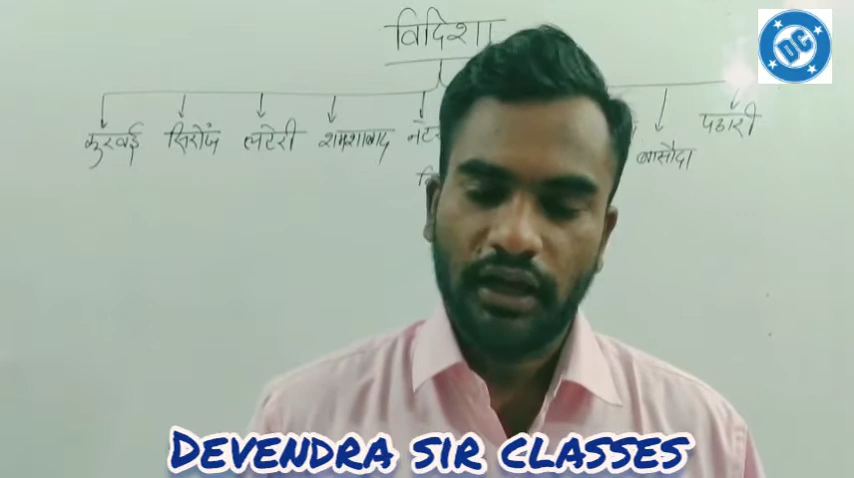 विदिशा
DC
कुरवई सिरोंज लटेरी शमशाबाद पठारी
बासौदा
DEVENDRA SIR CLASSES